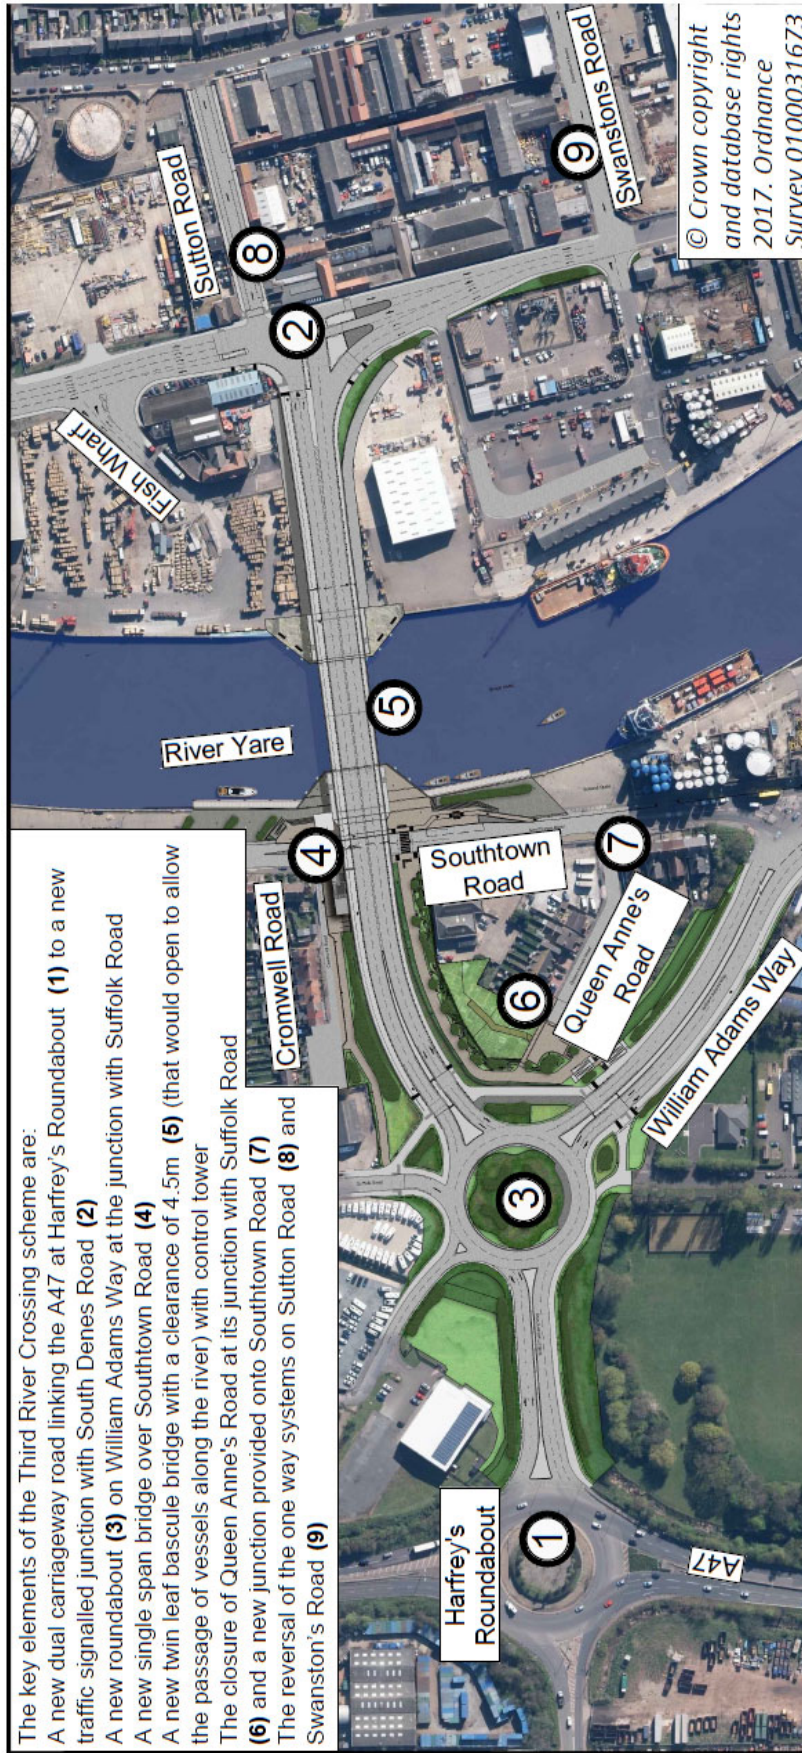 The key elements of the Third River Crossing scheme are:
A new dual carriageway road linking the A47 at Harfrey's Roundabout (1) to a new
traffic signalled junction with South Denes Road (2)
A new roundabout (3) on William Adams Way at the junction with Suffolk Road
A new single span bridge over Southtown Road (4)
A new twin leaf bascule bridge with a clearance of 4.5m (5) (that would open to allow
the passage of vessels along the river) with control tower
The closure of Queen Anne's Road at its junction with Suffolk Road
(6) and a new junction provided onto Southtown Road (7)
The reversal of the one way systems on Sutton Road (8) and
Swanston's Road (9)
Harfrey's
Roundabout
1
A47
3
William Adams Way
Cromwell Road
4
Southtown
Road
6
Queen Anne's
Road
7
River Yare
5
Fish Wharf
2
Sutton Road
8
9
Swanstons Road
© Crown copyright
and database rights
2017. Ordnance
Survey 0100031673